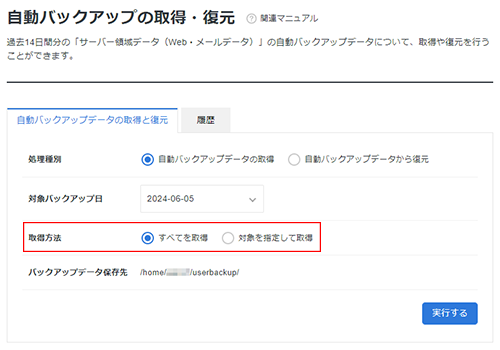 自動バックアップの取得・復元 ? 関連マニュアル
過去14日間分の「サーバー領域データ（Web・メールデータ）」の自動バックアップデータについて、取得や復元を行う
ことができます。
自動バックアップデータの取得と復元 履歴
処理種別 自動バックアップデータの取得 自動バックアップデータから復元
対象バックアップ日 2024-06-05
取得方法 すべてを取得 対象を指定して取得
バックアップデータ保存先 /home/ /userbackup/
実行する